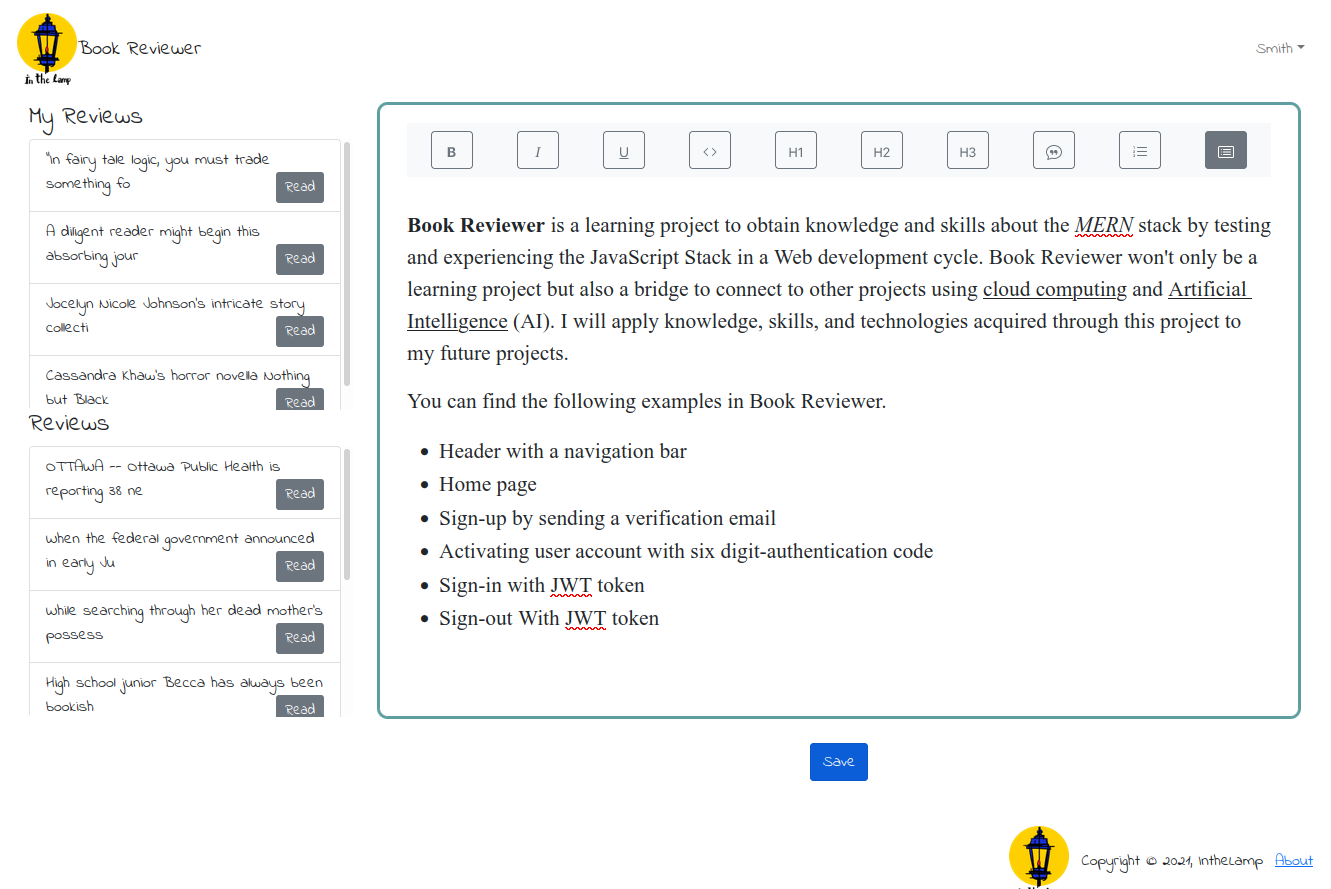 Book Reviewer
in the Lamp
Smith
My Reviews
"In fairy tale logic, you must trade
something fo
Read
A diligent reader might begin this
absorbing jour
Read
Jocelyn Nicole Johnson's intricate story
collecti
Read
Cassandra Khaw's horror novella Nothing
but Black
Read
Reviews
OTTAWA -- Ottawa Public Health is
reporting 38 ne
Read
When the federal government announced
in early Ju
Read
While searching through her dead mother's
possess
Read
High school junior Becca has always been
bookish
Read
B I U <> H1 H2 H3
Book Reviewer is a learning project to obtain knowledge and skills about the MERN stack by testing
and experiencing the JavaScript Stack in a Web development cycle. Book Reviewer won't only be a
learning project but also a bridge to connect to other projects using cloud computing and Artificial
Intelligence (AI). I will apply knowledge, skills, and technologies acquired through this project to
my future projects.
You can find the following examples in Book Reviewer.
Header with a navigation bar
Home page
Sign-up by sending a verification email
Activating user account with six digit-authentication code
Sign-in with JWT token
Sign-out With JWT token
Save
Copyright © 2021, InTheLamp About